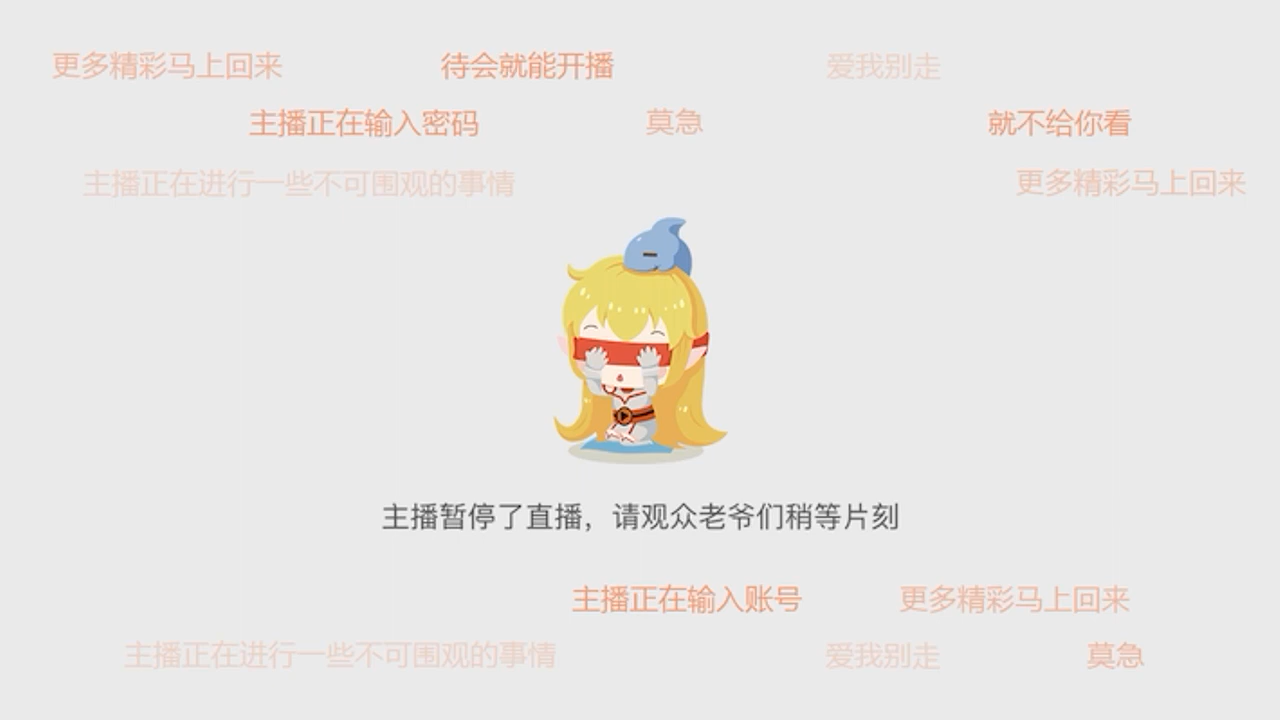 更多精彩马上回来 待会就能开播 爱我别走
主播正在输入密码 莫急 就不给你看
主播正在进行一些不可围观的事情 更多精彩马上回来
主播暂停了直播，请观众老爷们稍等片刻
主播正在输入账号 更多精彩马上回来
主播正在进行一些不可围观的事情 爱我别走 莫急